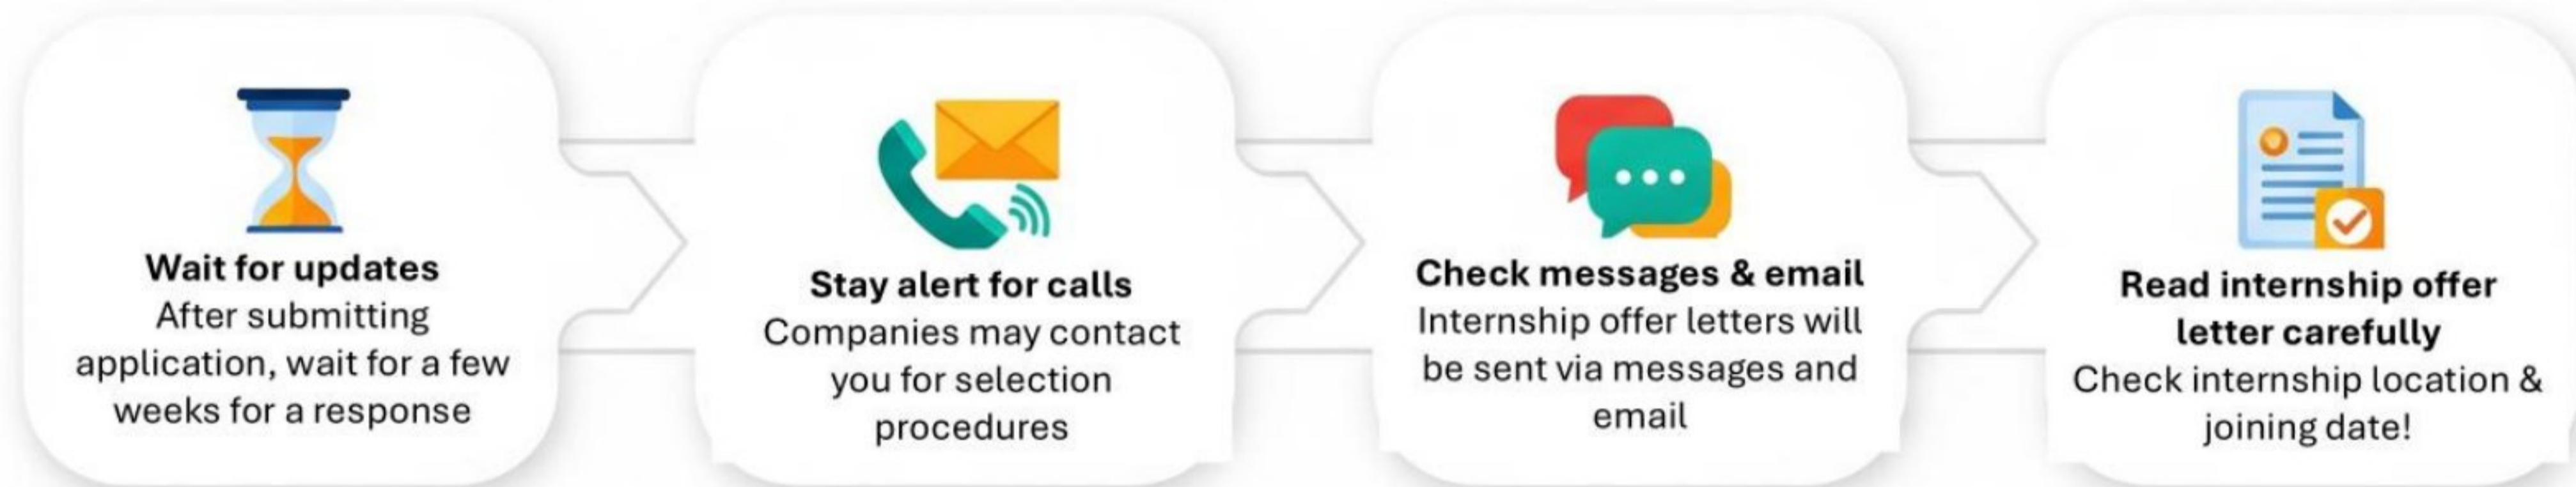 Wait for updates
After submitting
application, wait for a few
weeks for a response
Stay alert for calls
Companies may contact
you for selection
procedures
Check messages & email
Internship offer letters will
be sent via messages and
email
Read internship offer
letter carefully
Check internship location &
joining date!